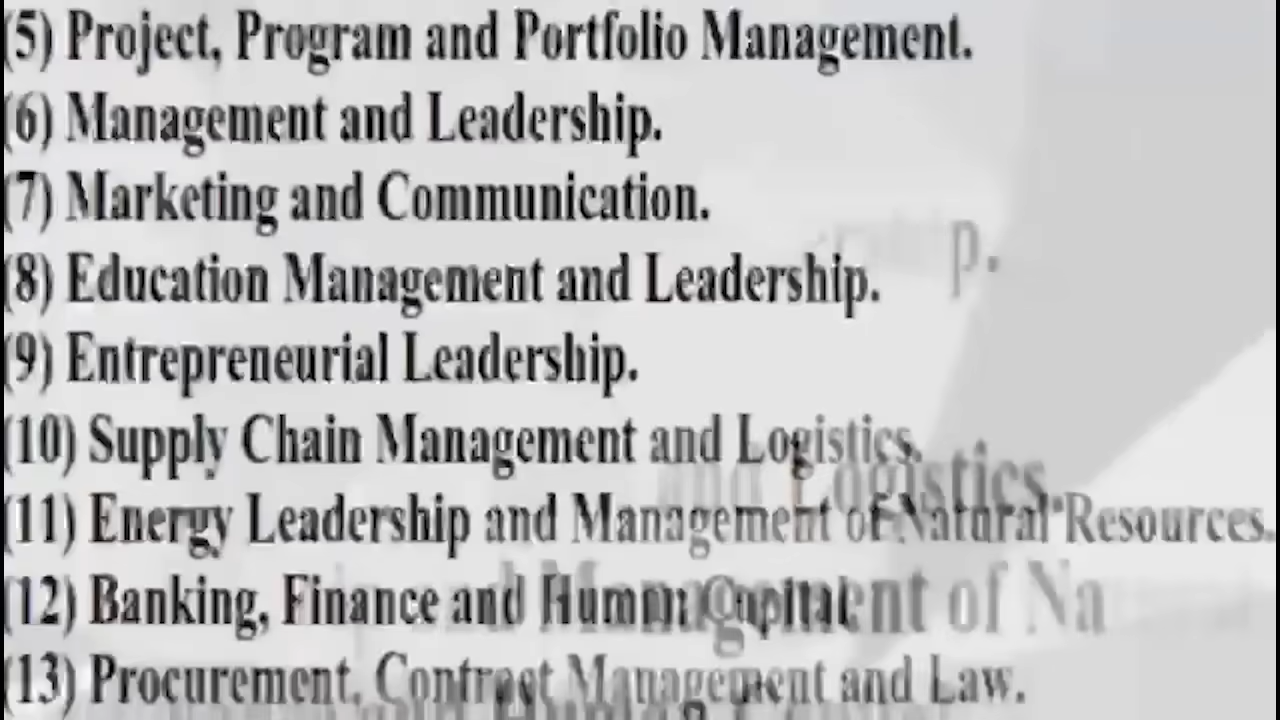 (5) Project, Program and Portfolio Management.
(6) Management and Leadership.
(7) Marketing and Communication.
(8) Education Management and Leadership.
(9) Entrepreneurial Leadership.
(10) Supply Chain Management and Logistics.
(11) Energy Leadership and Management of Natural Resources.
(12) Banking, Finance and Human Capital.
(13) Procurement, Contract Management and Law.